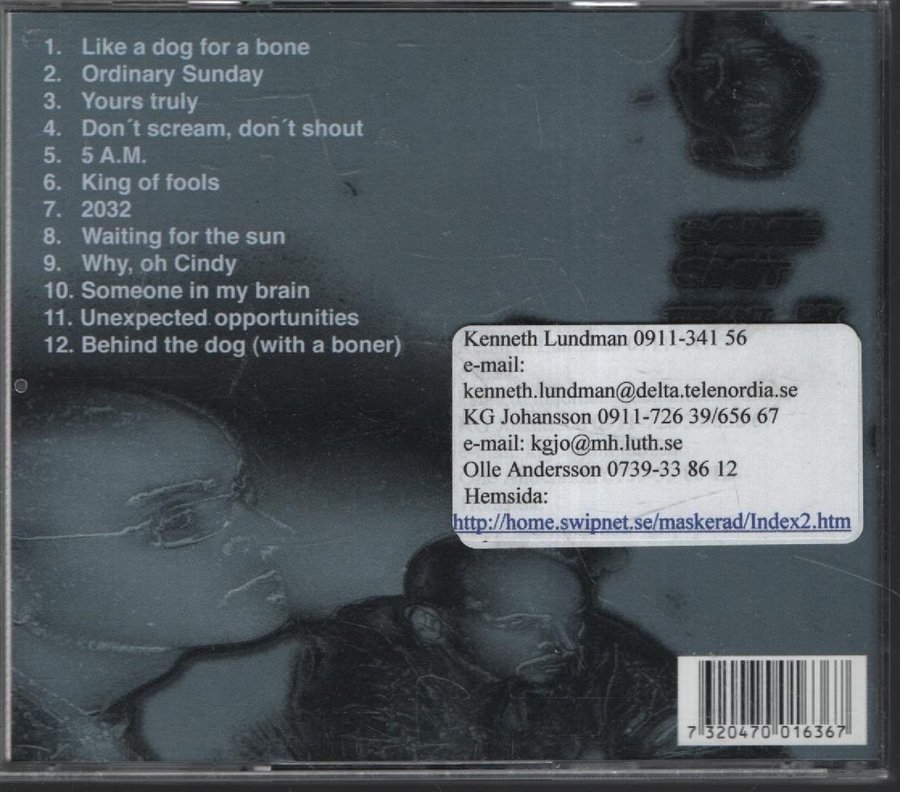 1. Like a dog for a bone
2. Ordinary Sunday
3. Yours truly
4. Don´t scream, don´t shout
5. 5 A.M.
6. King of fools
7. 2032
8. Waiting for the sun
9. Why, oh Cindy
10. Someone in my brain
11. Unexpected opportunities
12. Behind the dog (with a boner)
Kenneth Lundman 0911-341 56
e-mail:
kenneth.lundman@delta.telenordia.se
KG Johansson 0911-726 39/656 67
e-mail: kgjo@mh.luth.se
Olle Andersson 0739-33 86 12
Hemsida:
http://home.swipnet.se/maskerad/Index2.htm
7 320470 016367